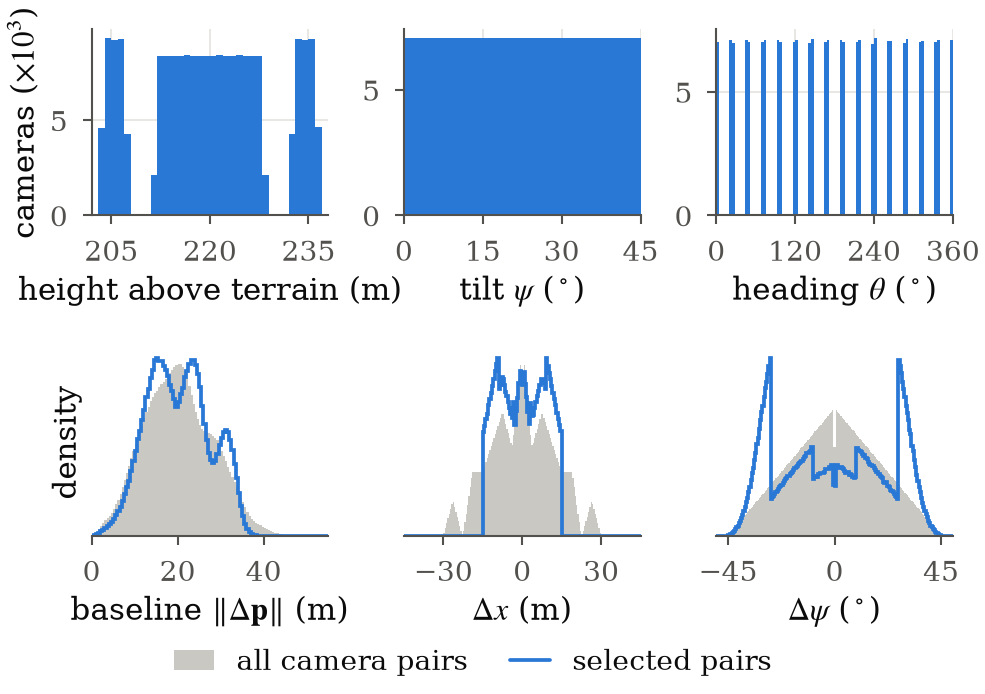 cameras (×10³)
5
0
205 220 235
height above terrain (m)
5
0
0 15 30 45
tilt ψ (°)
5
0
0 120 240 360
heading θ (°)
density
0 20 40
baseline ‖Δp‖ (m)
−30 0 30
Δx (m)
−45 0 45
Δψ (°)
all camera pairs selected pairs